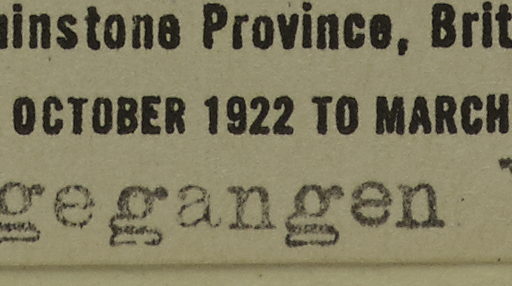 instone Province, Brit
OCTOBER 1922 TO MARCH
gegangen